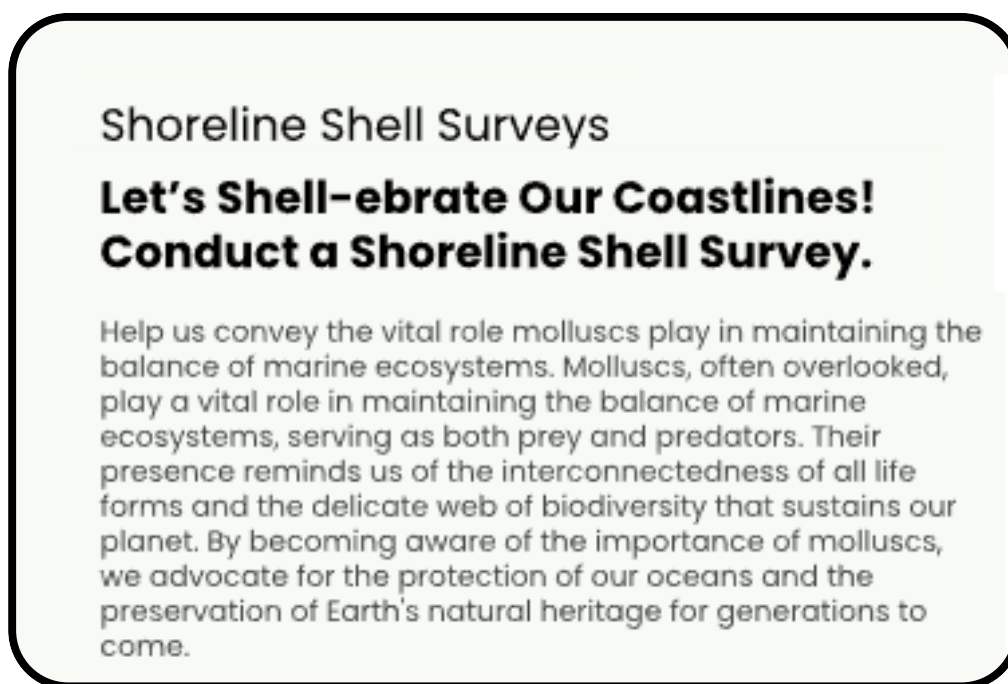 Shoreline Shell Surveys
Let’s Shell-ebrate Our Coastlines!
Conduct a Shoreline Shell Survey.
Help us convey the vital role molluscs play in maintaining the
balance of marine ecosystems. Molluscs, often overlooked,
play a vital role in maintaining the balance of marine
ecosystems, serving as both prey and predators. Their
presence reminds us of the interconnectedness of all life
forms and the delicate web of biodiversity that sustains our
planet. By becoming aware of the importance of molluscs,
we advocate for the protection of our oceans and the
preservation of Earth's natural heritage for generations to
come.